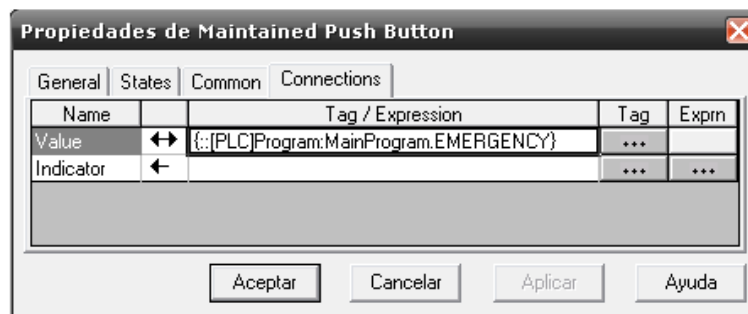 Propiedades de Maintained Push Button
General States Common Connections
Name Tag / Expression Tag Exprn
Value {::[PLC]Program:MainProgram.EMERGENCY} ...
Indicator ... ...
Aceptar Cancelar Aplicar Ayuda